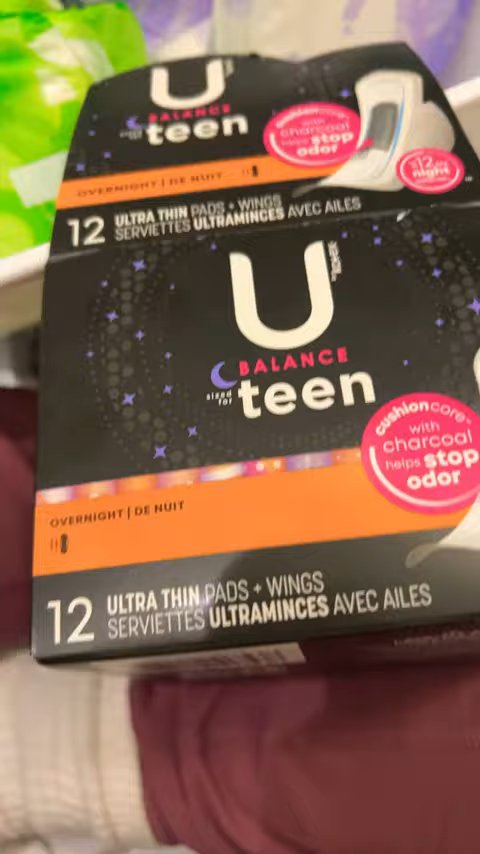 U
BALANCE
teen
cushioncore
with
charcoal
helps stop
odor
OVERNIGHT | DE NUIT
12 ULTRA THIN PADS + WINGS
SERVIETTES ULTRAMINCES AVEC AILES
U
BALANCE
sized for teen
cushioncore
with
charcoal
helps stop
odor
OVERNIGHT | DE NUIT
12 ULTRA THIN PADS + WINGS
SERVIETTES ULTRAMINCES AVEC AILES